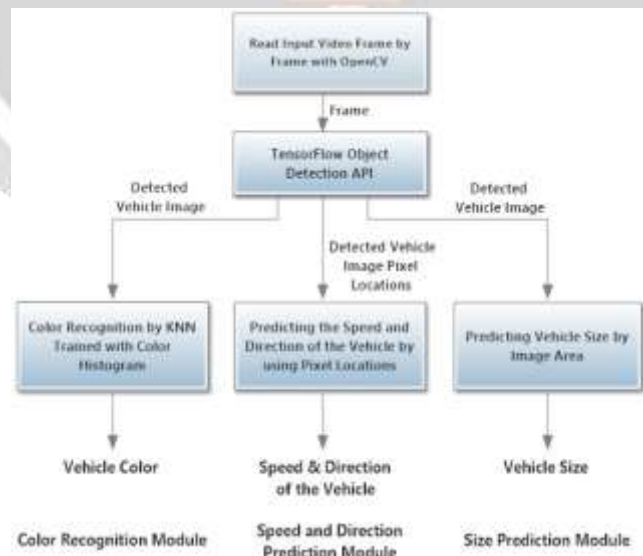 Read Input Video Frame by
Frame with OpenCV
Frame
TensorFlow Object
Detection API
Detected
Vehicle Image
Detected Vehicle
Image Pixel
Locations
Detected
Vehicle Image
Color Recognition by KNN
Trained with Color
Histogram
Predicting the Speed and
Direction of the Vehicle by
using Pixel Locations
Predicting Vehicle Size by
Image Area
Vehicle Color
Speed & Direction
of the Vehicle
Vehicle Size
Color Recognition Module
Speed and Direction
Prediction Module
Size Prediction Module